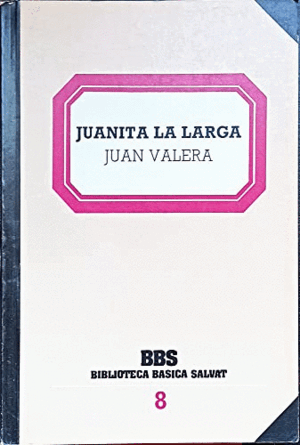 JUANITA LA LARGA
JUAN VALERA
BBS
BIBLIOTECA BASICA SALVAT
8